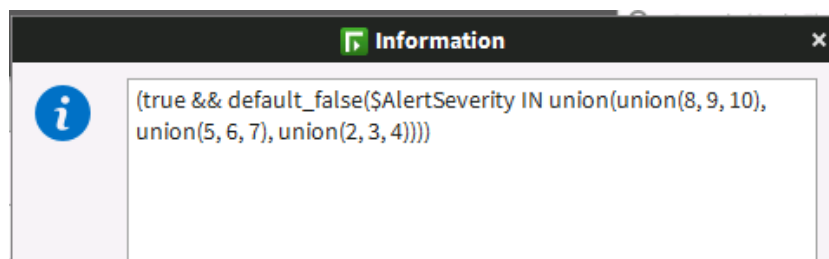 Information
(true && default_false($AlertSeverity IN union(union(8, 9, 10),
union(5, 6, 7), union(2, 3, 4))))